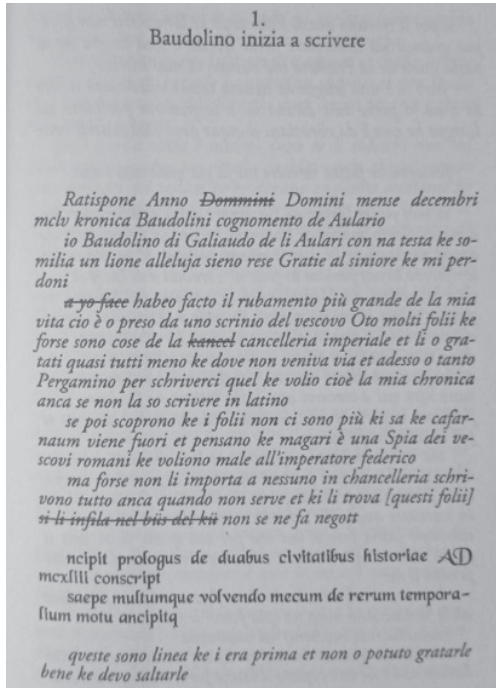 1.
Baudolino inizia a scrivere
Ratispone Anno Dommini Domini mense decembri
mclv kronica Baudolini cognomento de Aulario
io Baudolino di Galiaudo de li Aulari con na testa ke so-
milia un lione alleluja sieno rese Gratie al siniore ke mi per-
doni
a yo face habeo facto il rubamento più grande de la mia
vita cio è o preso da uno scrinio del vescovo Oto molti folii ke
forse sono cose de la kancel cancelleria imperiale et li o gra-
tati quasi tutti meno ke dove non veniva via et adesso o tanto
Pergamino per schriverci quel ke volio cioè la mia chronica
anca se non la so scrivere in latino
se poi scoprono ke i folii non ci sono più ki sa ke cafar-
naum viene fuori et pensano ke magari è una Spia dei ve-
scovi romani ke voliono male all'imperatore federico
ma forse non li importa a nessuno in chancelleria schri-
vono tutto anca quando non serve et ki li trova [questi folii]
si li infila nel büs del kü non se ne fa negott
ncipit prologus de duabus civitatibus historiae AD
mcxliii conscript
saepe multumque volvendo mecum de rerum tempora-
lium motu ancipitq
queste sono linea ke i era prima et non o potuto gratarle
bene ke devo saltarle